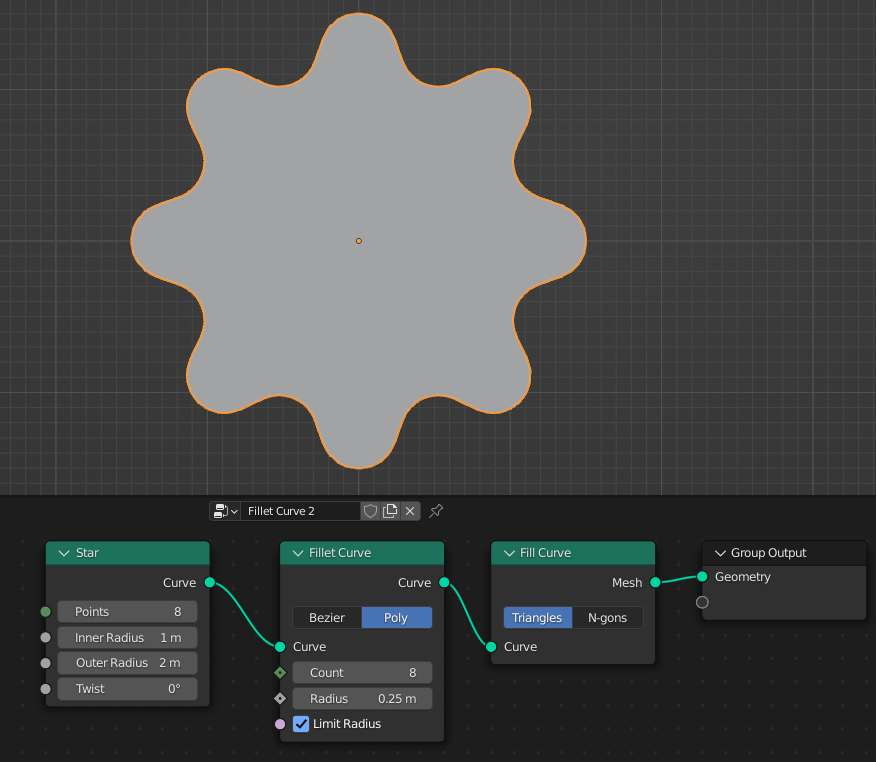 Fillet Curve 2
Star
Curve
Points 8
Inner Radius 1 m
Outer Radius 2 m
Twist 0°
Fillet Curve
Curve
Bezier Poly
Curve
Count 8
Radius 0.25 m
Limit Radius
Fill Curve
Mesh
Triangles N-gons
Curve
Group Output
Geometry